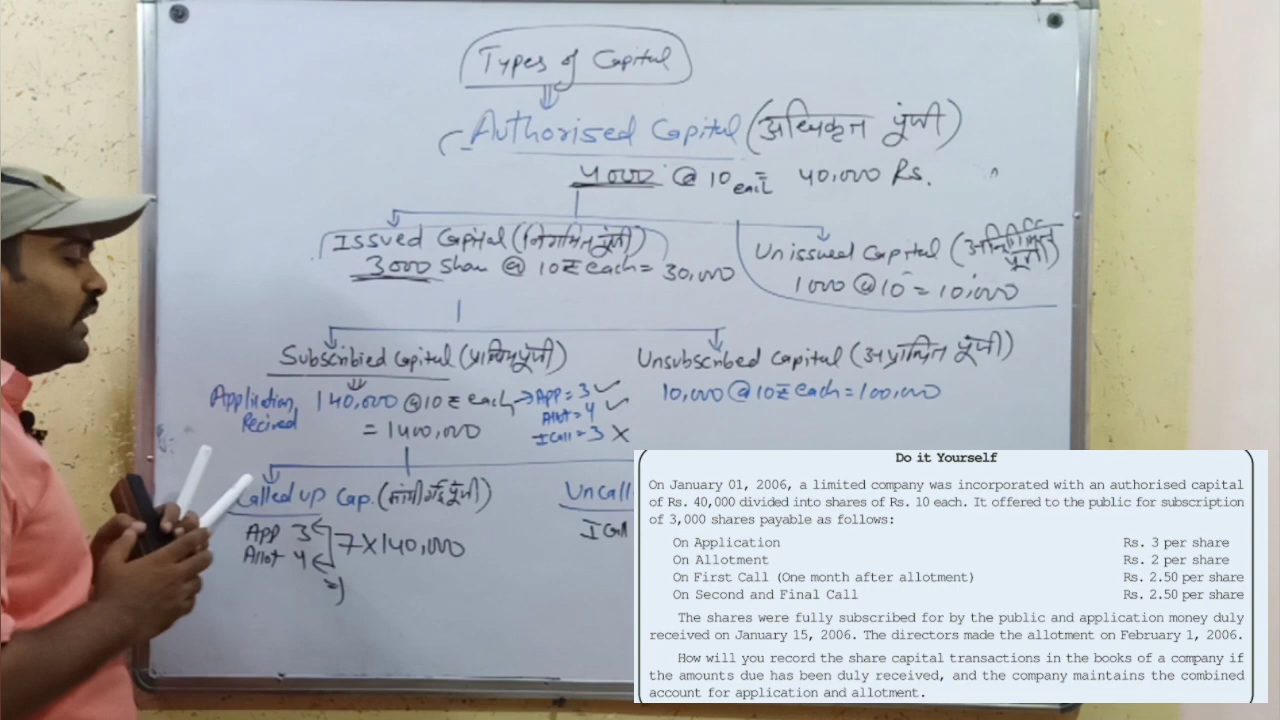 Types of Capital
Authorised Capital (अधिकृत पूंजी)
4000 @ 10 each = 40,000 Rs.
Issued Capital (निर्गमित पूंजी)
3000 Share @ 10₹ each = 30,000
Unissued Capital (अनिर्गमित पूंजी)
1000 @ 10 = 10,000
Subscribied Capital (प्रार्थित पूंजी)
Application Recived
140,000 @ 10₹ each → App = 3 ✓
Allot = 4 ✓
I Call = 3 X
= 1400,000
Unsubscribed Capital (अप्रार्थित पूंजी)
10,000 @ 10₹ each = 100,000
Called up Cap. (मांगी गई पूंजी)
App 3
Allot 4
7 X 140,000
Uncall
I Call
Do it Yourself
On January 01, 2006, a limited company was incorporated with an authorised capital
of Rs. 40,000 divided into shares of Rs. 10 each. It offered to the public for subscription
of 3,000 shares payable as follows:
On Application Rs. 3 per share
On Allotment Rs. 2 per share
On First Call (One month after allotment) Rs. 2.50 per share
On Second and Final Call Rs. 2.50 per share
The shares were fully subscribed for by the public and application money duly
received on January 15, 2006. The directors made the allotment on February 1, 2006.
How will you record the share capital transactions in the books of a company if
the amounts due has been duly received, and the company maintains the combined
account for application and allotment.